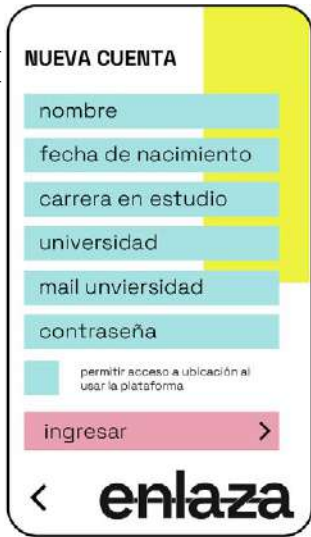 NUEVA CUENTA
nombre
fecha de nacimiento
carrera en estudio
universidad
mail unviersidad
contraseña
permitir acceso a ubicación al
usar la plataforma
ingresar
enlaza